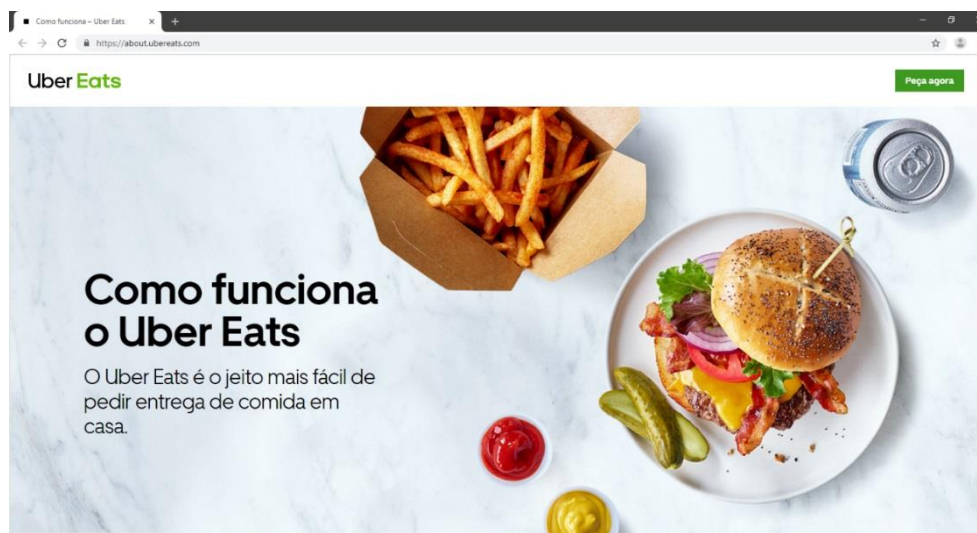 Como funciona – Uber Eats
https://about.ubereats.com
Uber Eats
Peça agora
Como funciona
o Uber Eats
O Uber Eats é o jeito mais fácil de
pedir entrega de comida em
casa.